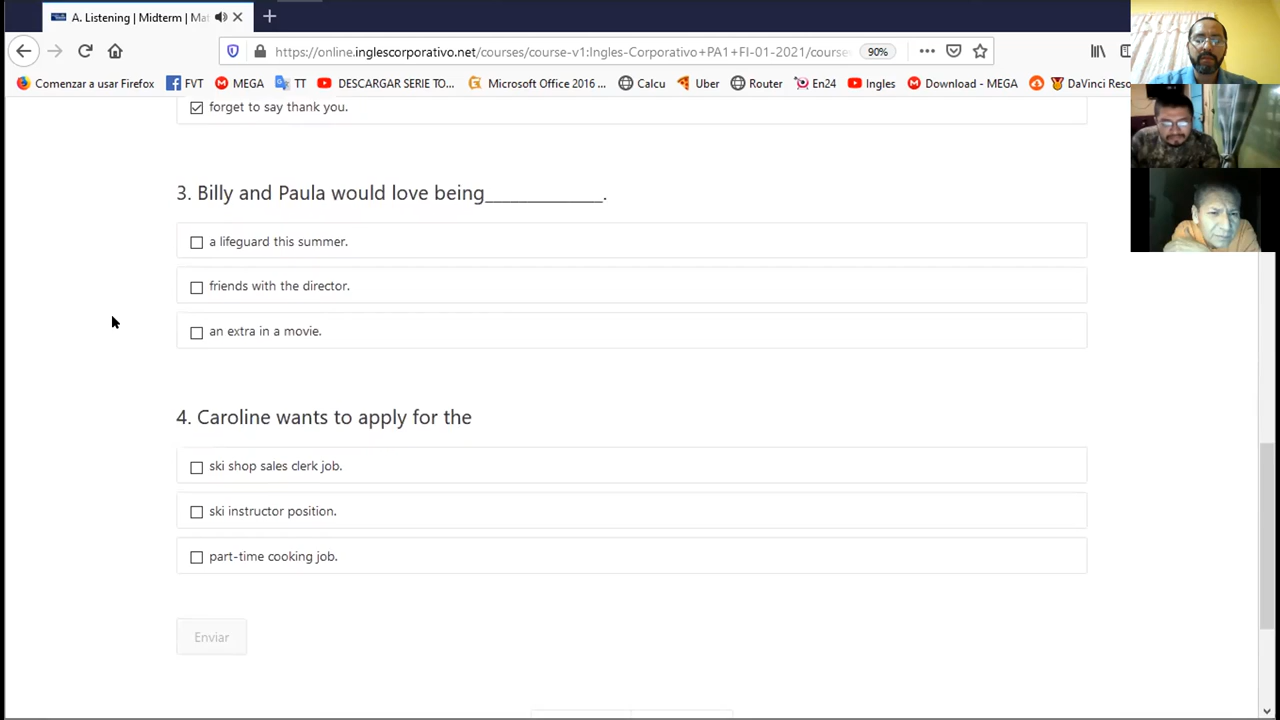 A. Listening | Midterm | Mat
https://online.inglescorporativo.net/courses/course-v1:Ingles-Corporativo+PA1+FI-01-2021/course
90%
Comenzar a usar Firefox FVT MEGA TT DESCARGAR SERIE TO... Microsoft Office 2016 ... Calcu Uber Router En24 Ingles Download - MEGA DaVinci Reso
forget to say thank you.
3. Billy and Paula would love being____________.
a lifeguard this summer.
friends with the director.
an extra in a movie.
4. Caroline wants to apply for the
ski shop sales clerk job.
ski instructor position.
part-time cooking job.
Enviar